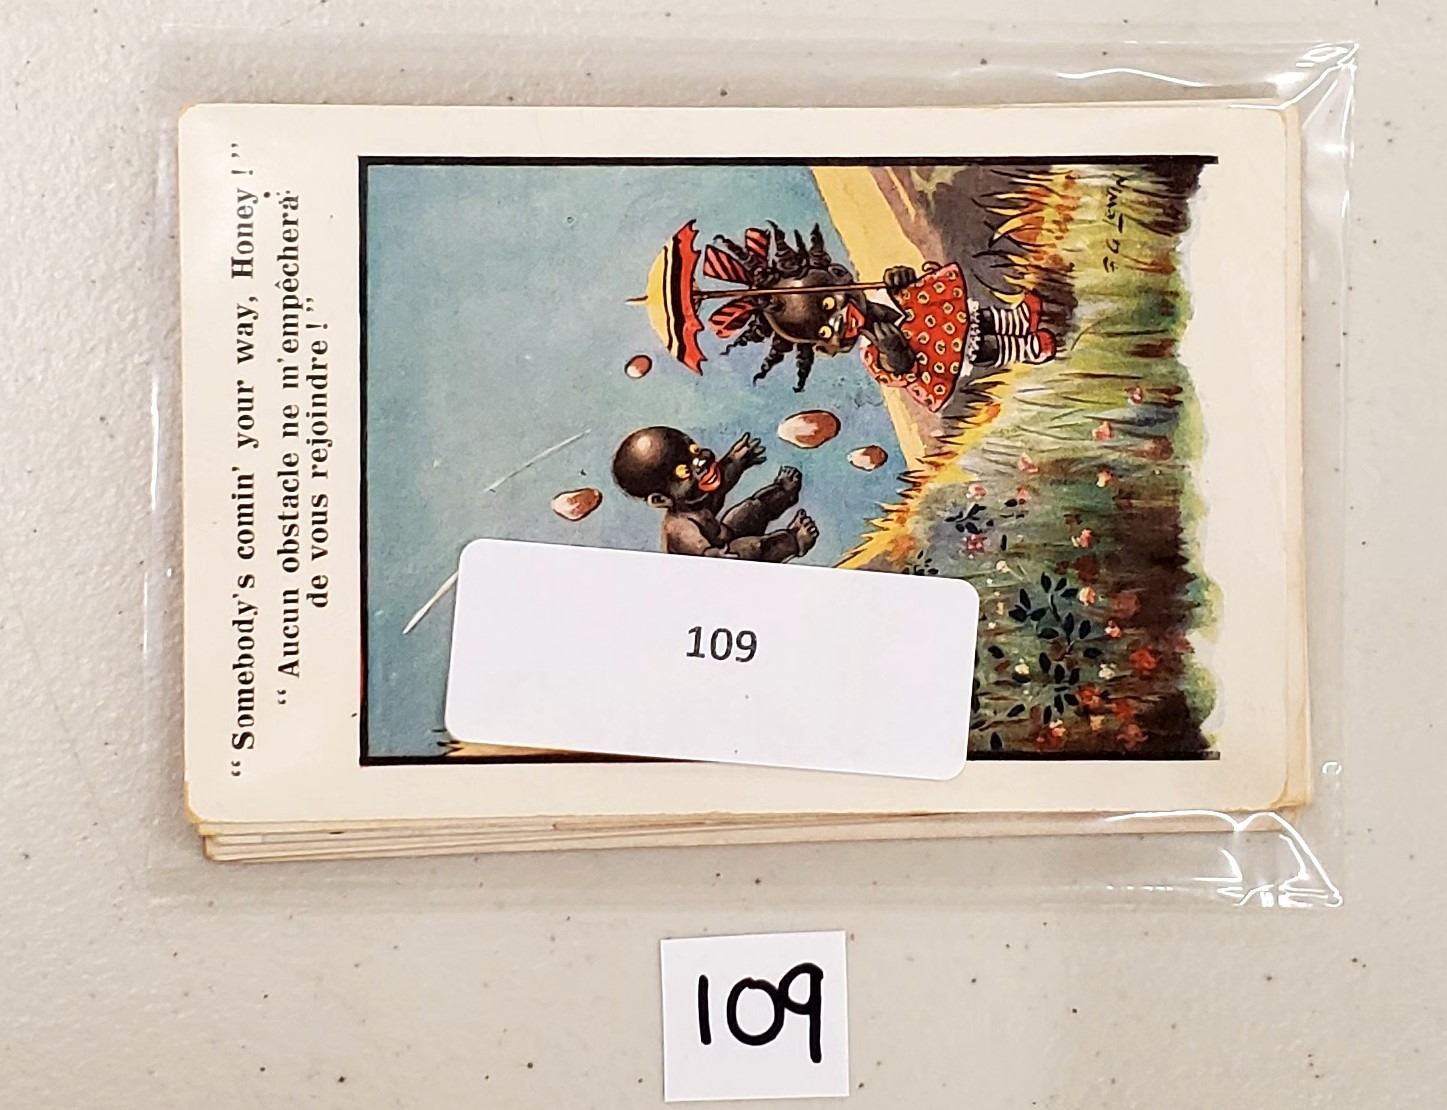 “ Somebody's comin' your way, Honey ! ”
“ Aucun obstacle ne m'empêchera
de vous rejoindre ! ”
109
109